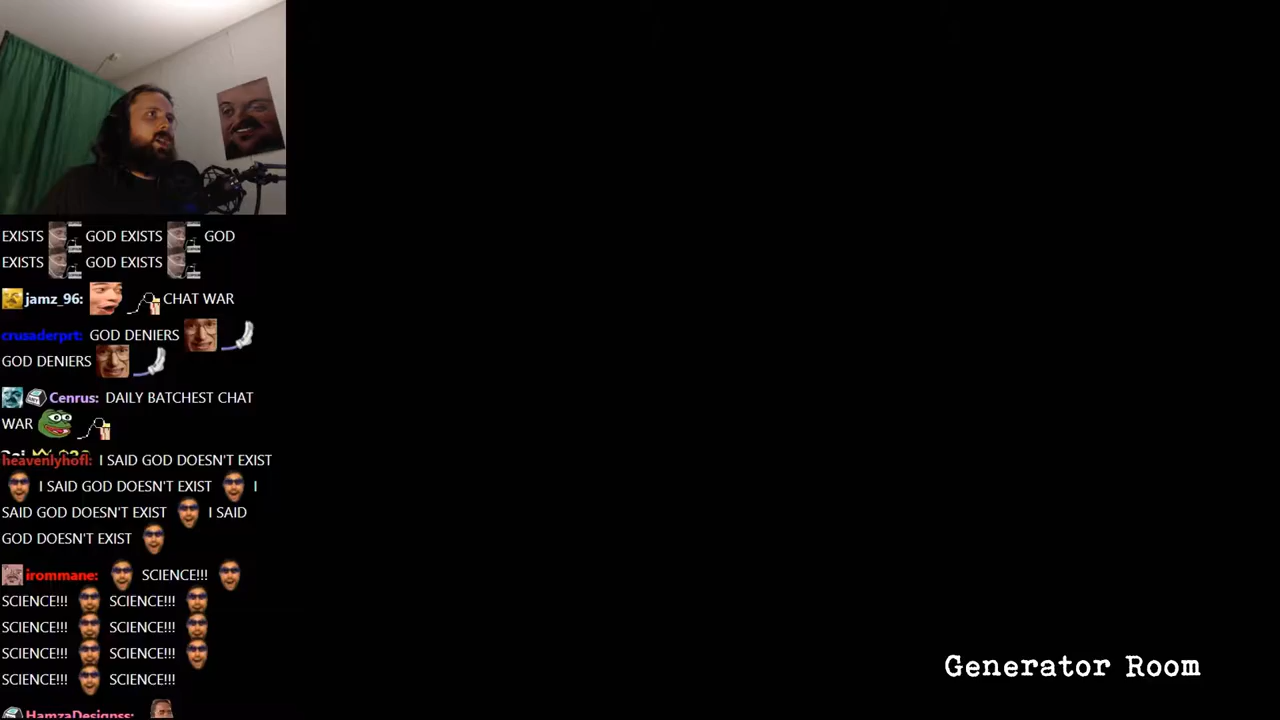 EXISTS GOD EXISTS GOD
EXISTS GOD EXISTS
jamz_96: CHAT WAR
crusaderprt: GOD DENIERS
GOD DENIERS
Cenrus: DAILY BATCHEST CHAT
WAR
heavenlyhofl: I SAID GOD DOESN'T EXIST
I SAID GOD DOESN'T EXIST I
SAID GOD DOESN'T EXIST I SAID
GOD DOESN'T EXIST
irommane: SCIENCE!!!
SCIENCE!!! SCIENCE!!!
SCIENCE!!! SCIENCE!!!
SCIENCE!!! SCIENCE!!!
SCIENCE!!! SCIENCE!!!
HamzaDesignss:
Generator Room